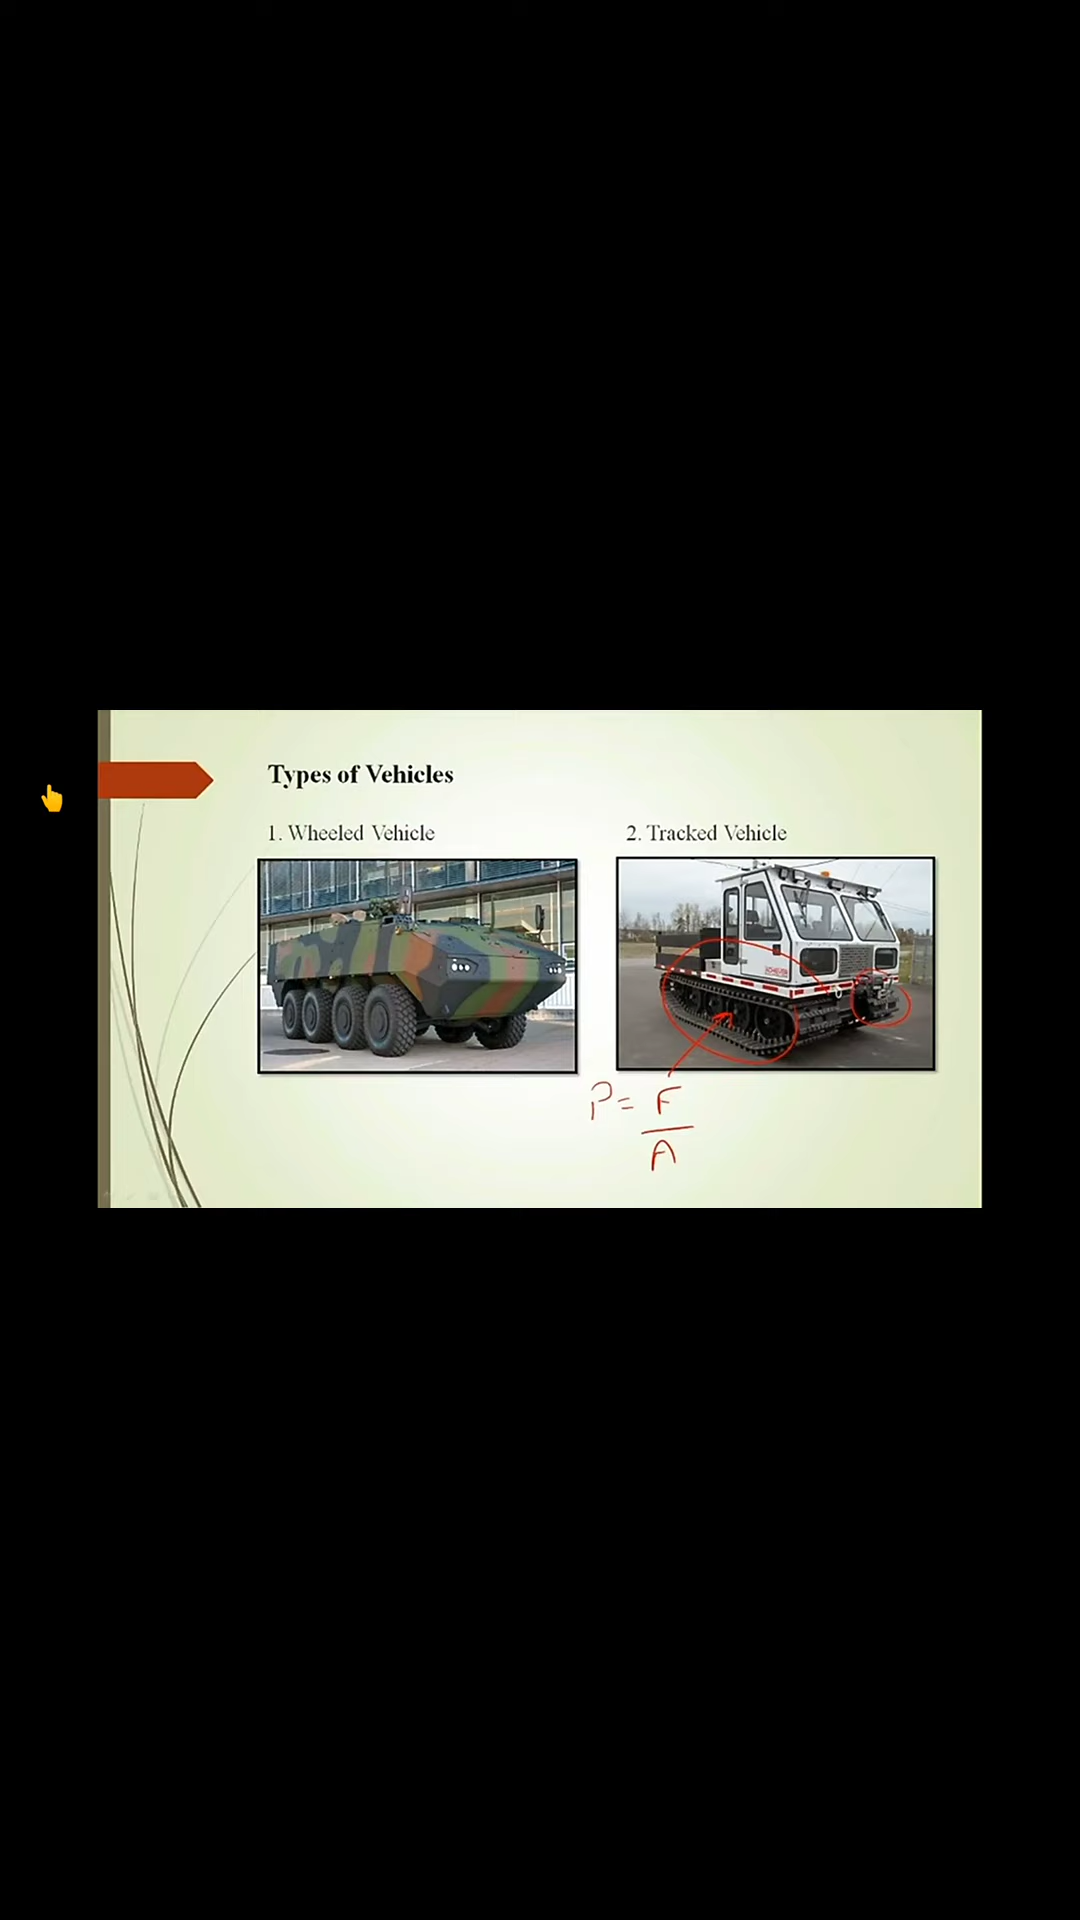 Types of Vehicles
1. Wheeled Vehicle
2. Tracked Vehicle
P = F
A